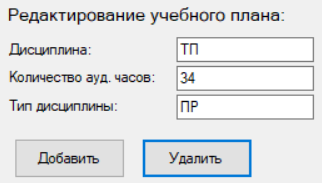 Редактирование учебного плана:
Дисциплина: ТП
Количество ауд. часов: 34
Тип дисциплины: ПР
Добавить Удалить